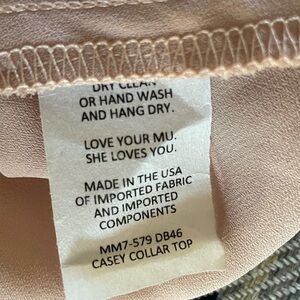 DRY CLEAN
OR HAND WASH
AND HANG DRY.
LOVE YOUR MU.
SHE LOVES YOU.
MADE IN THE USA
OF IMPORTED FABRIC
AND IMPORTED
COMPONENTS
MM7-579 DB46
CASEY COLLAR TOP